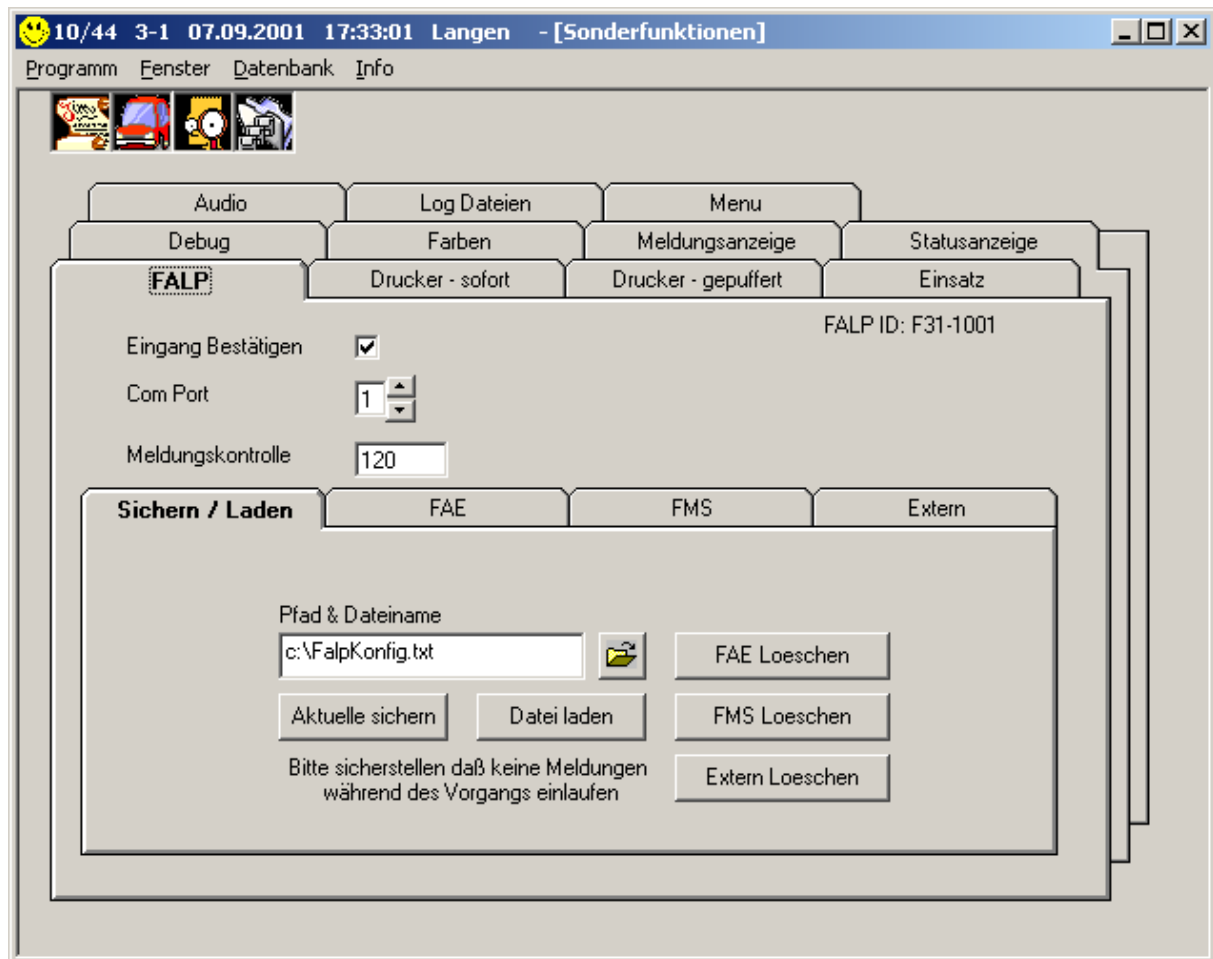 10/44 3-1 07.09.2001 17:33:01 Langen - [Sonderfunktionen]
Programm Fenster Datenbank Info
Audio Log Dateien Menu
Debug Farben Meldungsanzeige Statusanzeige
FALP Drucker - sofort Drucker - gepuffert Einsatz
FALP ID: F31-1001
Eingang Bestätigen
Com Port 1
Meldungskontrolle 120
Sichern / Laden FAE FMS Extern
Pfad & Dateiname
c:\FalpKonfig.txt FAE Loeschen
Aktuelle sichern Datei laden FMS Loeschen
Bitte sicherstellen daß keine Meldungen
während des Vorgangs einlaufen
Extern Loeschen